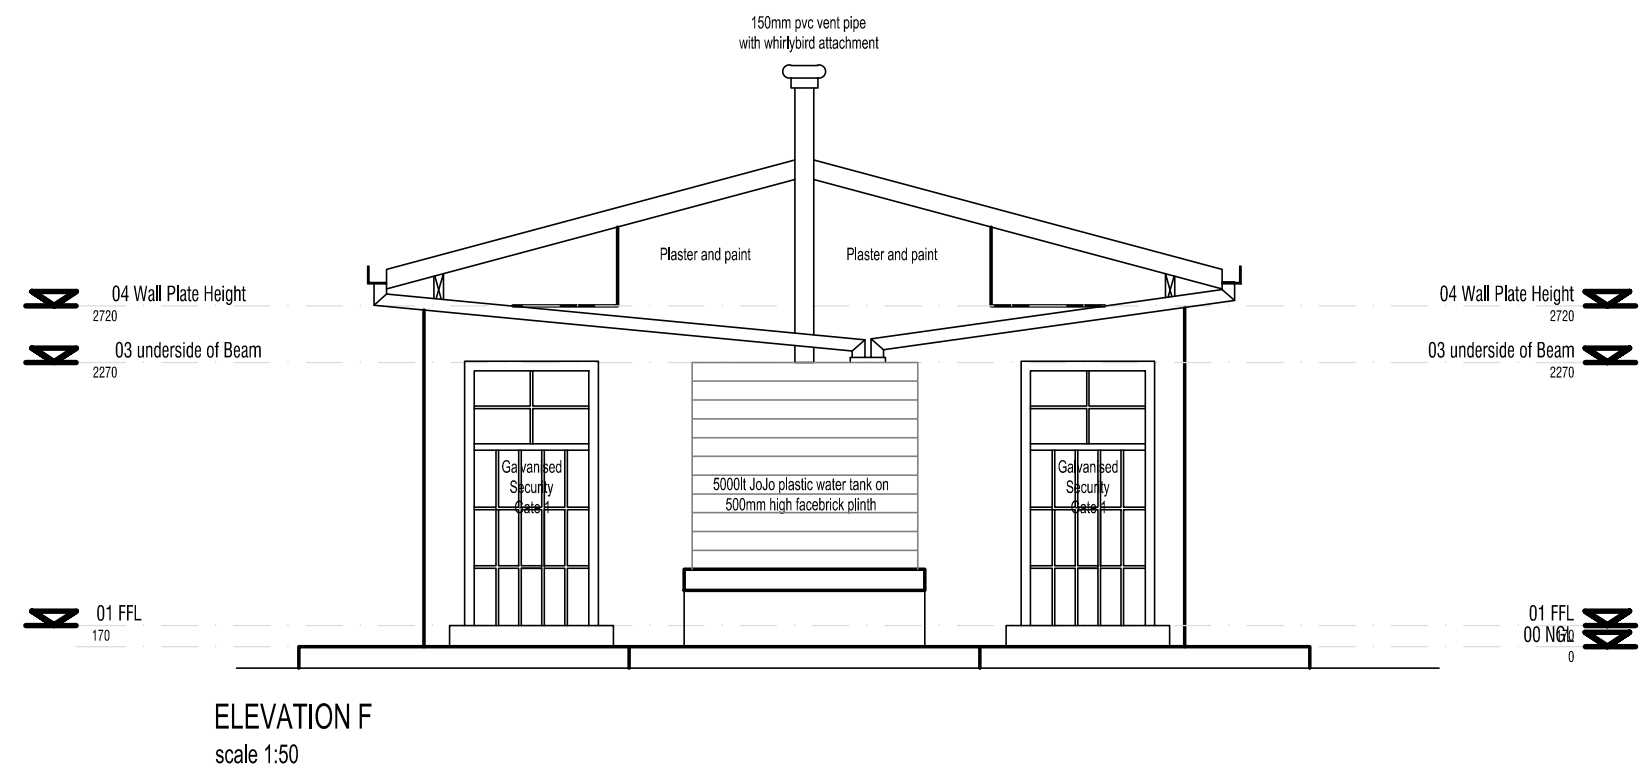 150mm pvc vent pipe
with whirlybird attachment
Plaster and paint
Plaster and paint
04 Wall Plate Height
2720
04 Wall Plate Height
2720
03 underside of Beam
2270
03 underside of Beam
2270
Galvanised
Security
Gate 1
5000lt JoJo plastic water tank on
500mm high facebrick plinth
Galvanised
Security
Gate 1
01 FFL
170
01 FFL
00 NGL
0
ELEVATION F
scale 1:50